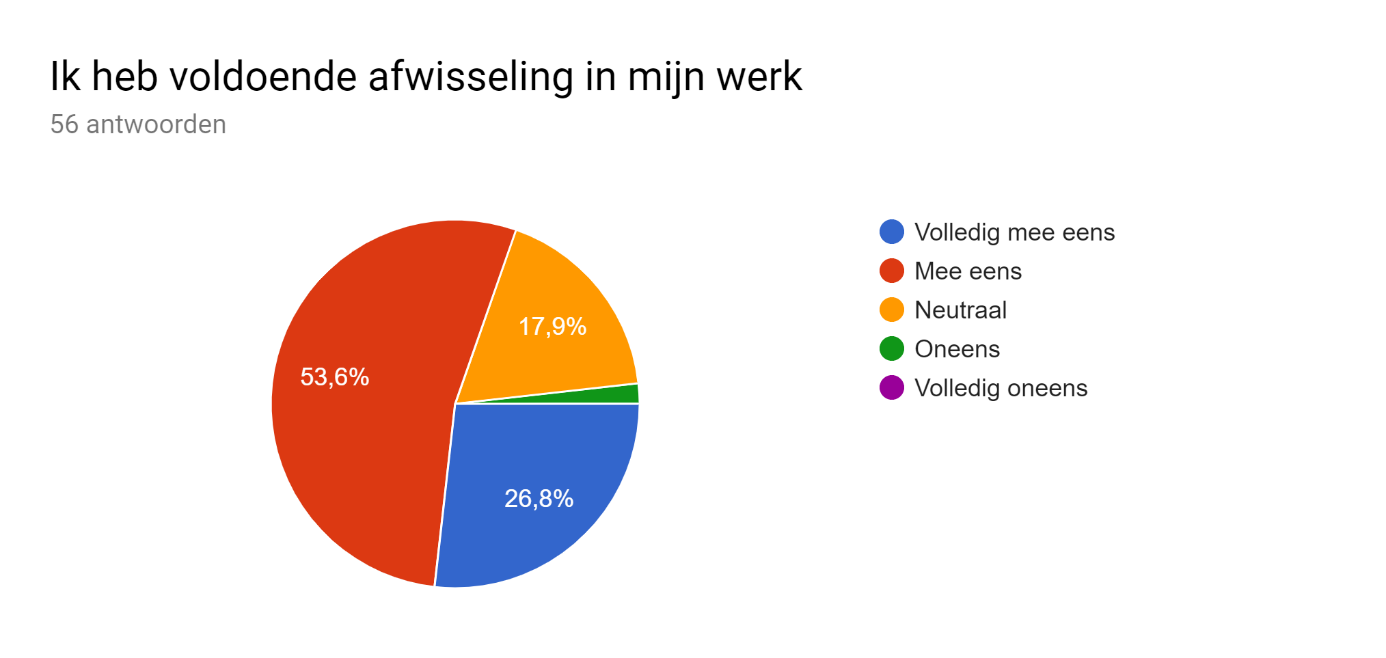 Ik heb voldoende afwisseling in mijn werk
56 antwoorden
Volledig mee eens
Mee eens
Neutraal
Oneens
Volledig oneens
17,9%
53,6%
26,8%